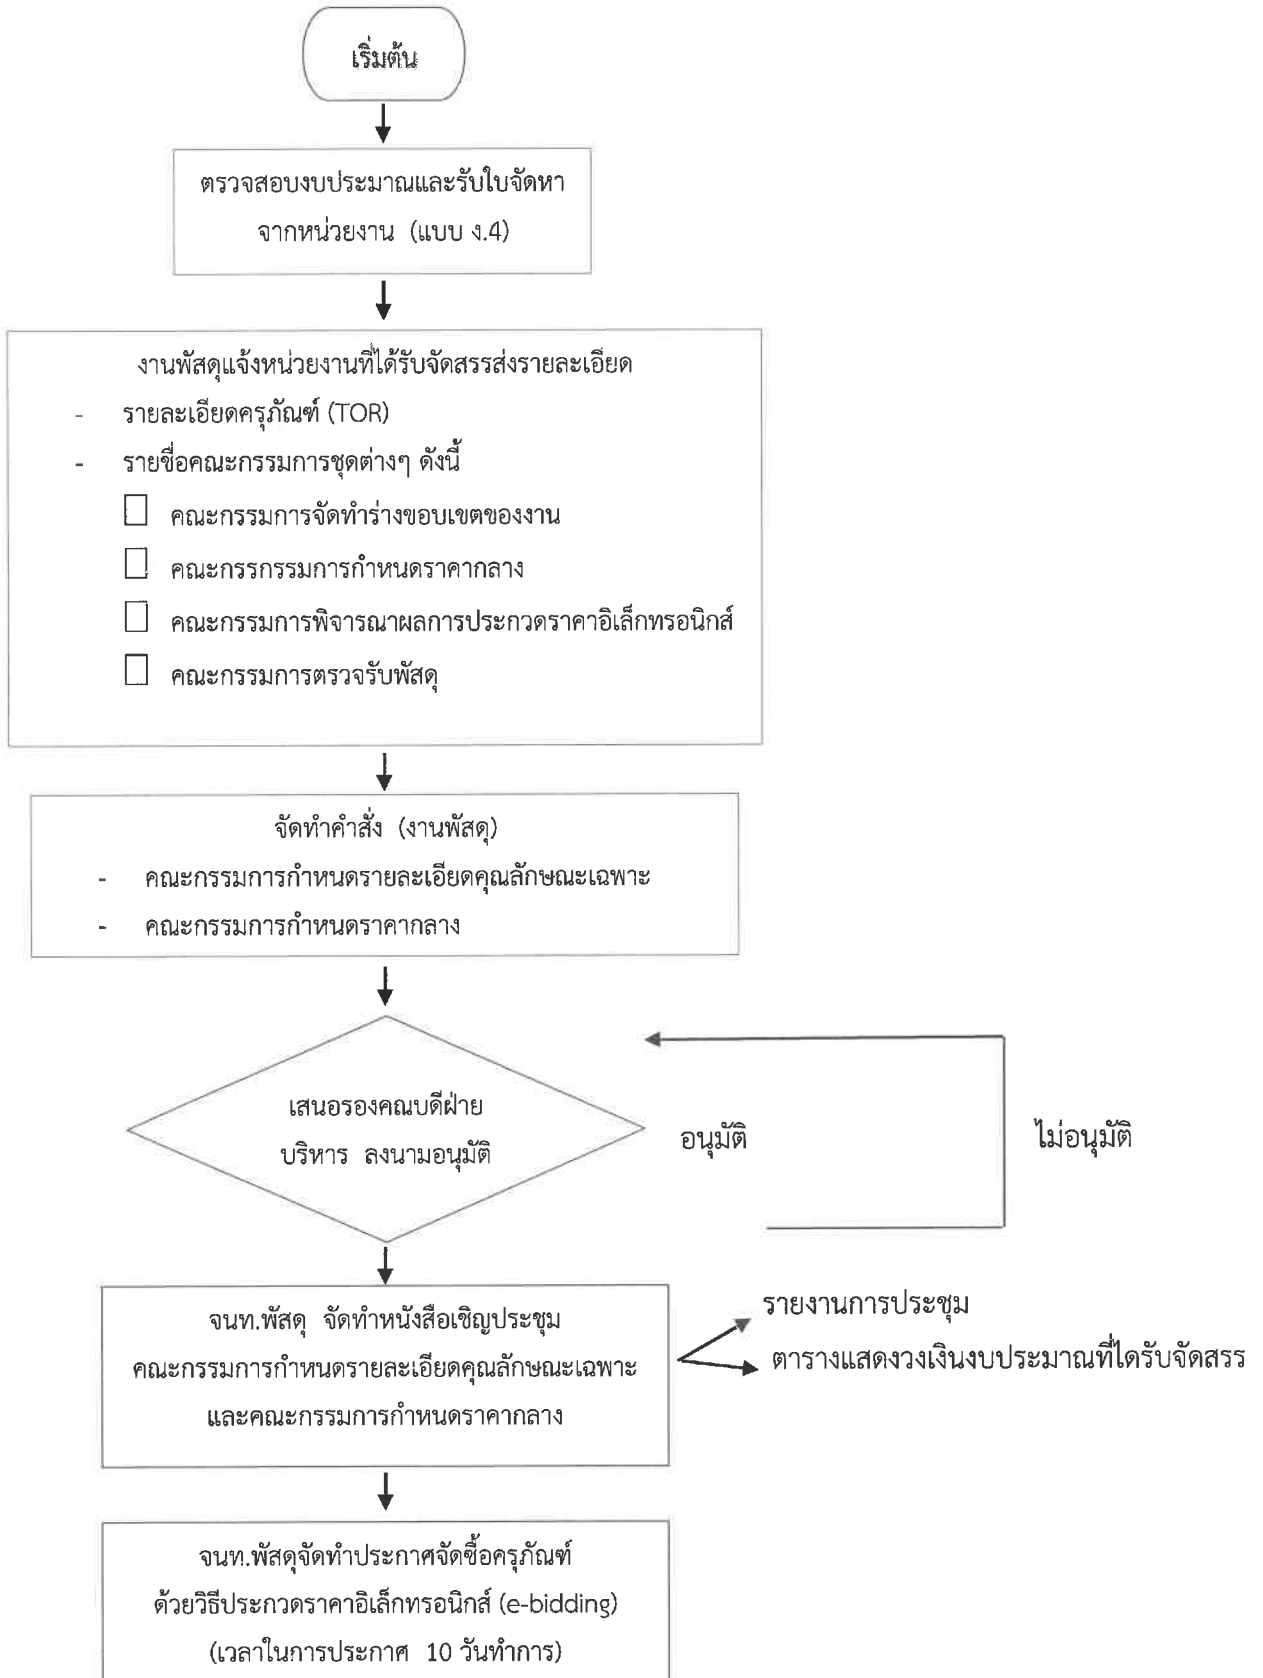 เริ่มต้น
ตรวจสอบงบประมาณและรับใบจัดหา
จากหน่วยงาน (แบบ ง.4)
งานพัสดุแจ้งหน่วยงานที่ได้รับจัดสรรส่งรายละเอียด
- รายละเอียดครุภัณฑ์ (TOR)
- รายชื่อคณะกรรมการชุดต่างๆ ดังนี้
คณะกรรมการจัดทำร่างขอบเขตของงาน
คณะกรรกรรมการกำหนดราคากลาง
คณะกรรมการพิจารณาผลการประกวดราคาอิเล็กทรอนิกส์
คณะกรรมการตรวจรับพัสดุ
จัดทำคำสั่ง (งานพัสดุ)
- คณะกรรมการกำหนดรายละเอียดคุณลักษณะเฉพาะ
- คณะกรรมการกำหนดราคากลาง
เสนอรองคณบดีฝ่าย
บริหาร ลงนามอนุมัติ
อนุมัติ
ไม่อนุมัติ
จนท.พัสดุ จัดทำหนังสือเชิญประชุม
คณะกรรมการกำหนดรายละเอียดคุณลักษณะเฉพาะ
และคณะกรรมการกำหนดราคากลาง
รายงานการประชุม
ตารางแสดงวงเงินงบประมาณที่ไดรับจัดสรร
จนท.พัสดุจัดทำประกาศจัดซื้อครุภัณฑ์
ด้วยวิธีประกวดราคาอิเล็กทรอนิกส์ (e-bidding)
(เวลาในการประกาศ 10 วันทำการ)